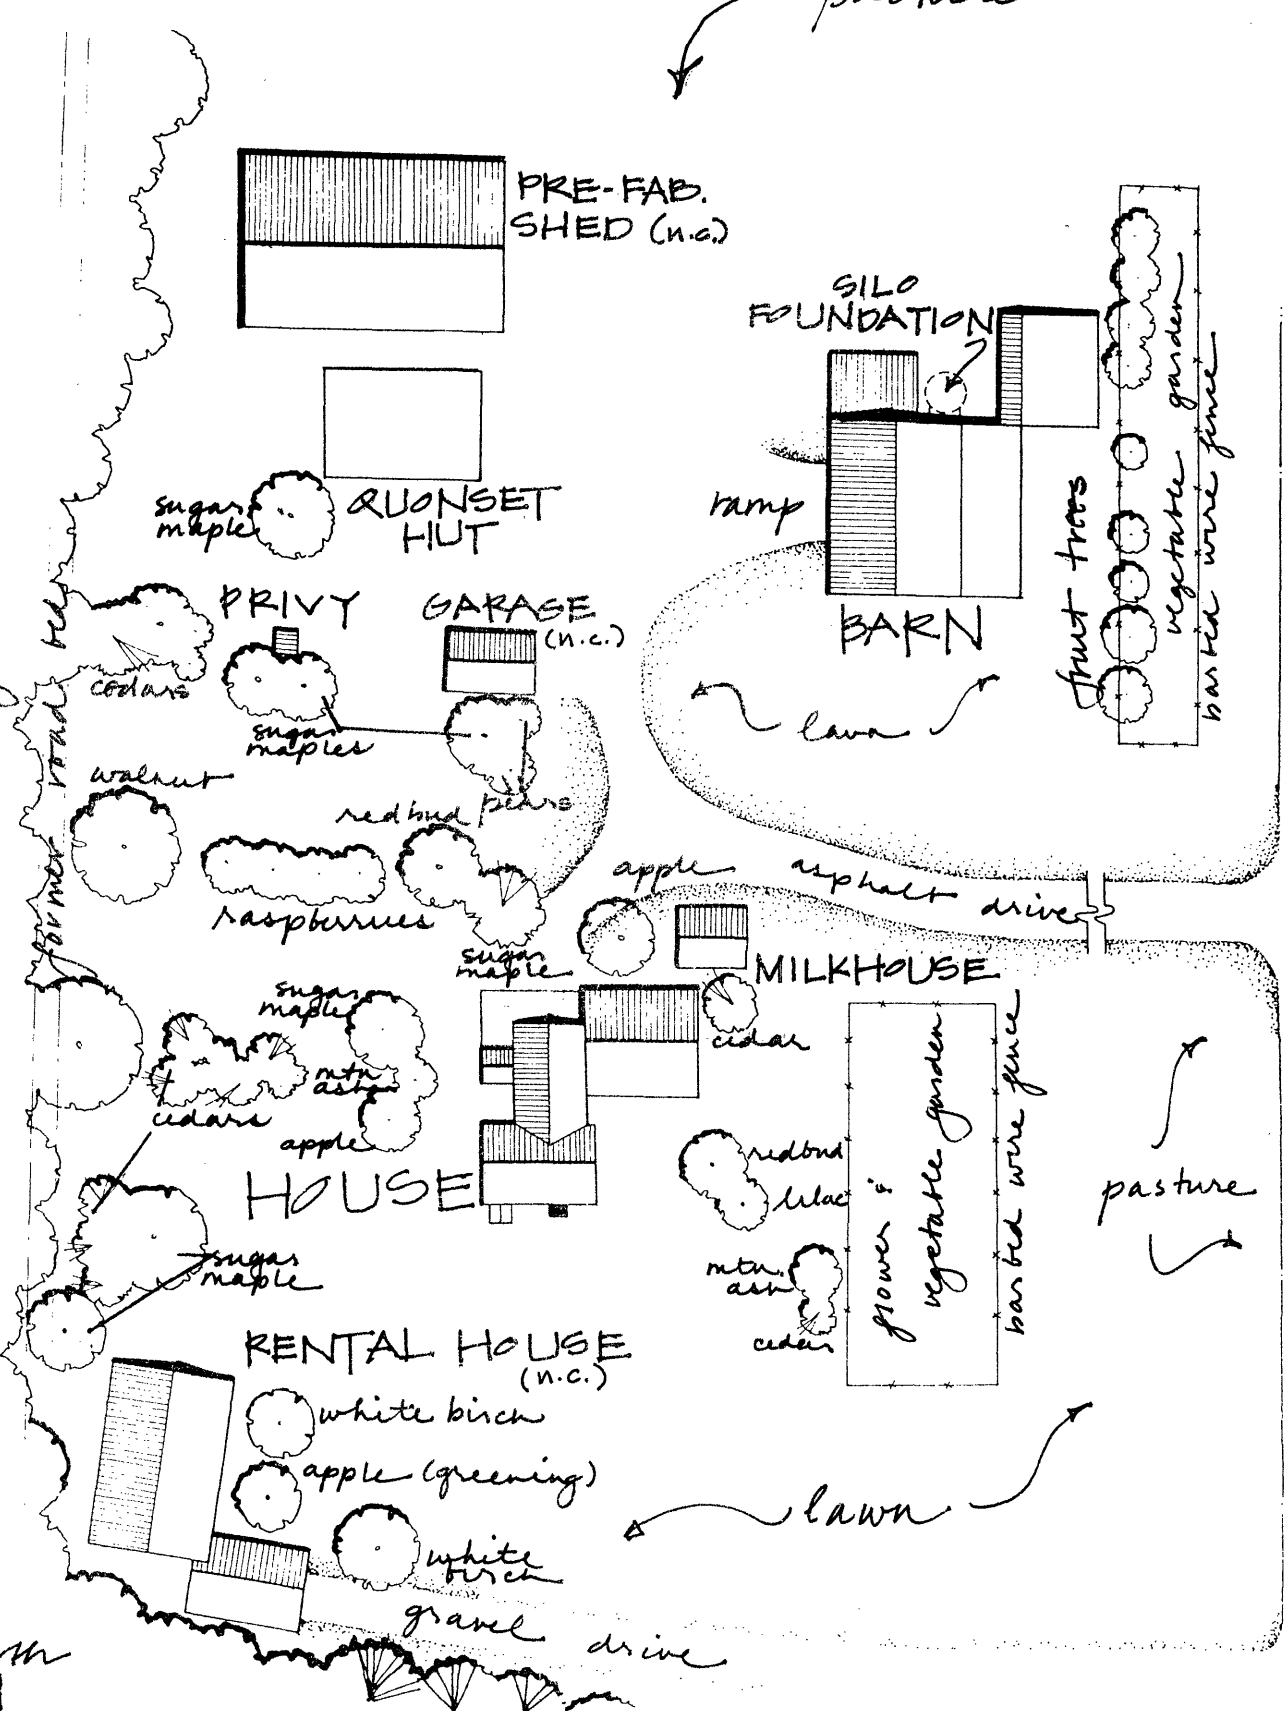 PRE-FAB.
SHED (n.c.)
SILO
FOUNDATION
vegetable garden
barbed wire fence
fruit trees
ramp
BARN
sugar
maple
QUONSET
HUT
PRIVY
GARAGE
(n.c.)
former road bed
cedars
sugar
maples
lawn
walnut
redbud
pears
raspberries
apple
asphalt drive
sugar
maple
MILKHOUSE
cedar
sugar
maple
mtn
ash
cedars
apple
HOUSE
redbud
lilac
flower &
vegetable garden
barbed wire fence
pasture
sugar
maple
mtn.
ash
cedar
RENTAL HOUSE
(n.c.)
white birch
apple (greening)
lawn
white
birch
gravel drive